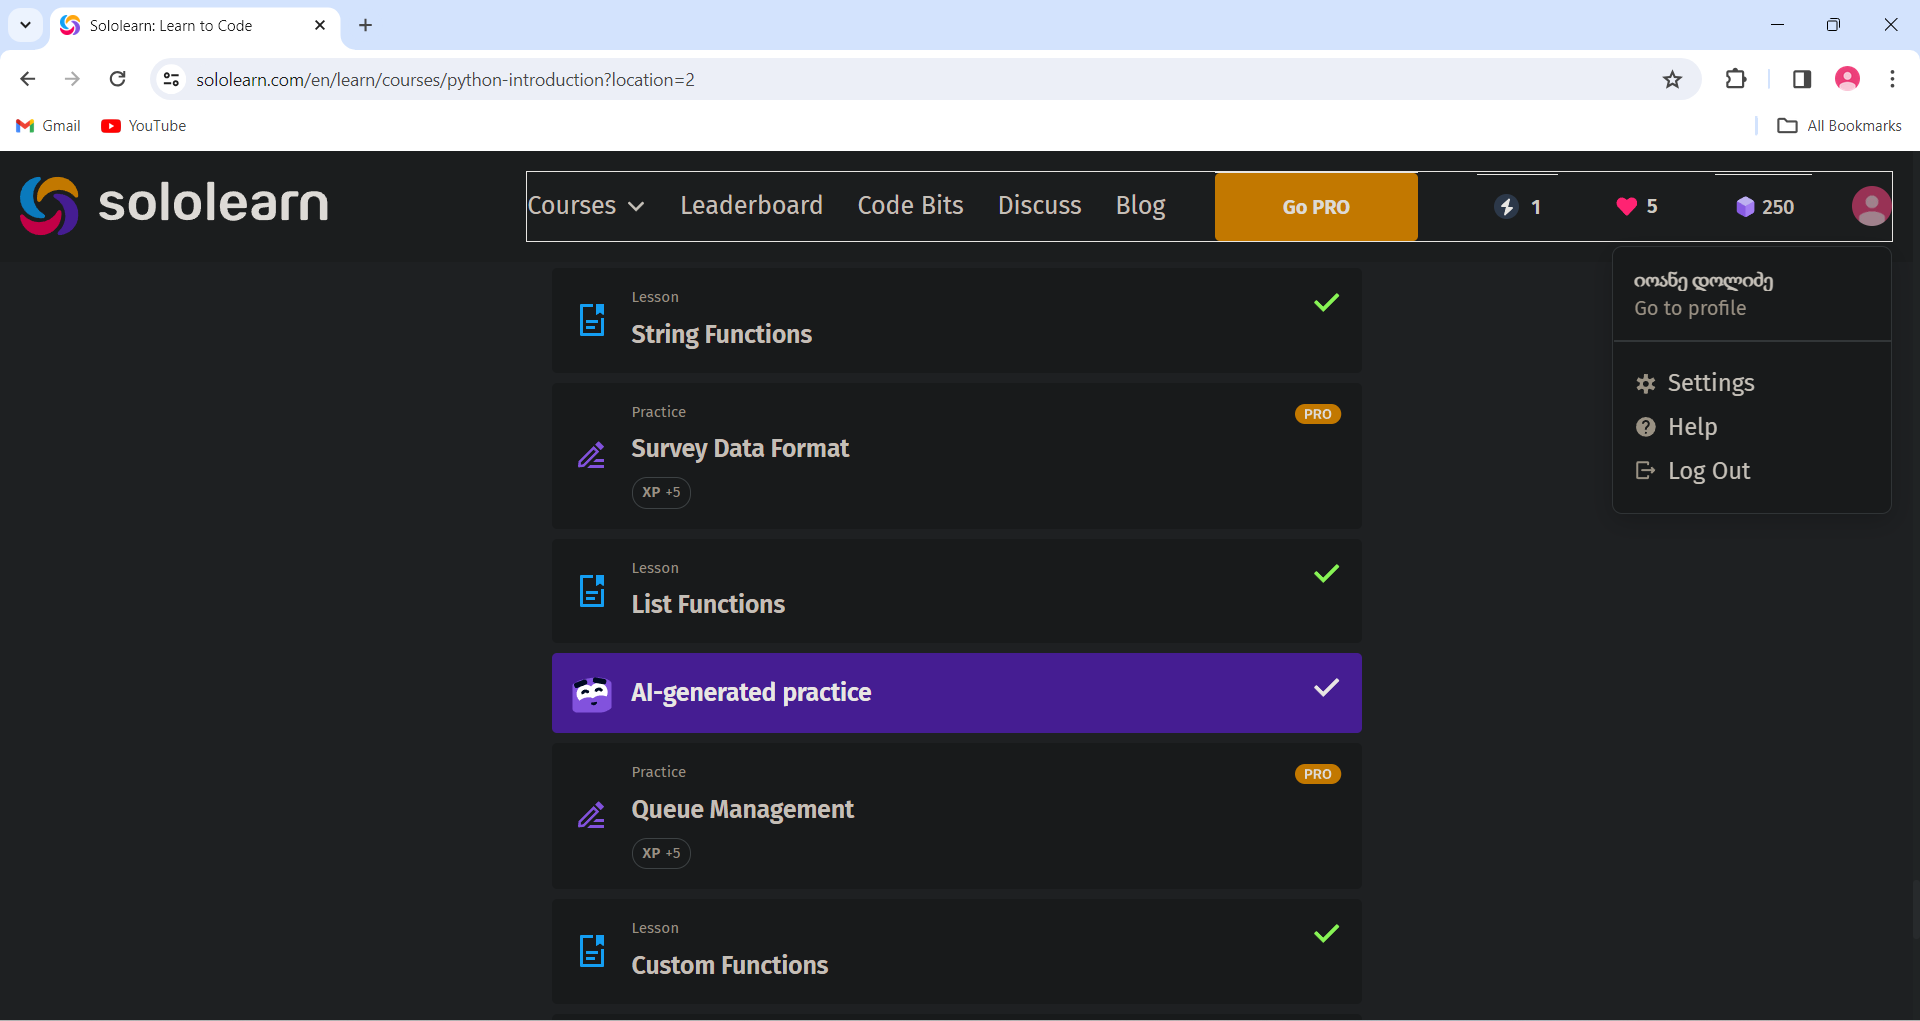 Sololearn: Learn to Code
sololearn.com/en/learn/courses/python-introduction?location=2
Gmail
YouTube
All Bookmarks
sololearn
Courses
Leaderboard
Code Bits
Discuss
Blog
Go PRO
1
5
250
იოანე დოლიძე
Go to profile
Settings
Help
Log Out
Lesson
String Functions
Practice
PRO
Survey Data Format
XP +5
Lesson
List Functions
AI-generated practice
Practice
PRO
Queue Management
XP +5
Lesson
Custom Functions